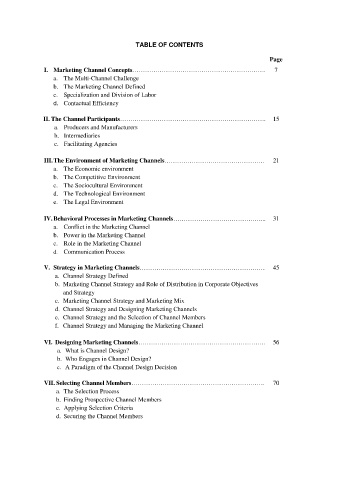 TABLE OF CONTENTS
Page
I. Marketing Channel Concepts…………………………………………………………… 7
a. The Multi-Channel Challenge
b. The Marketing Channel Defined
c. Specialization and Division of Labor
d. Contactual Efficiency
II. The Channel Participants………………………………………………………………. 15
a. Producers and Manufacturers
b. Intermediaries
c. Facilitating Agencies
III. The Environment of Marketing Channels…………………………………………… 21
a. The Economic environment
b. The Competitive Environment
c. The Sociocultural Environment
d. The Technological Environment
e. The Legal Environment
IV. Behavioral Processes in Marketing Channels……………………………………….. 31
a. Conflict in the Marketing Channel
b. Power in the Marketing Channel
c. Role in the Marketing Channel
d. Communication Process
V. Strategy in Marketing Channels……………………………………………………… 45
a. Channel Strategy Defined
b. Marketing Channel Strategy and Role of Distribution in Corporate Objectives
and Strategy
c. Marketing Channel Strategy and Marketing Mix
d. Channel Strategy and Designing Marketing Channels
e. Channel Strategy and the Selection of Channel Members
f. Channel Strategy and Managing the Marketing Channel
VI. Designing Marketing Channels……………………………………………………… 56
a. What is Channel Design?
b. Who Engages in Channel Design?
c. A Paradigm of the Channel Design Decision
VII. Selecting Channel Members………………………………………………………… 70
a. The Selection Process
b. Finding Prospective Channel Members
c. Applying Selection Criteria
d. Securing the Channel Members